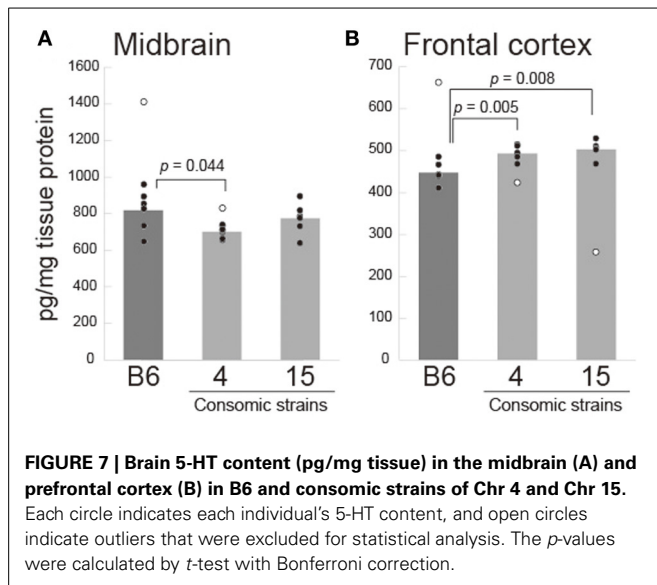 A Midbrain
1600
1400
1200
1000
800
600
400
200
0
pg/mg tissue protein
p = 0.044
B6 4 15
Consomic strains
B Frontal cortex
700
600
500
400
300
200
100
0
p = 0.008
p = 0.005
B6 4 15
Consomic strains
FIGURE 7 | Brain 5-HT content (pg/mg tissue) in the midbrain (A) and
prefrontal cortex (B) in B6 and consomic strains of Chr 4 and Chr 15.
Each circle indicates each individual's 5-HT content, and open circles
indicate outliers that were excluded for statistical analysis. The p-values
were calculated by t-test with Bonferroni correction.